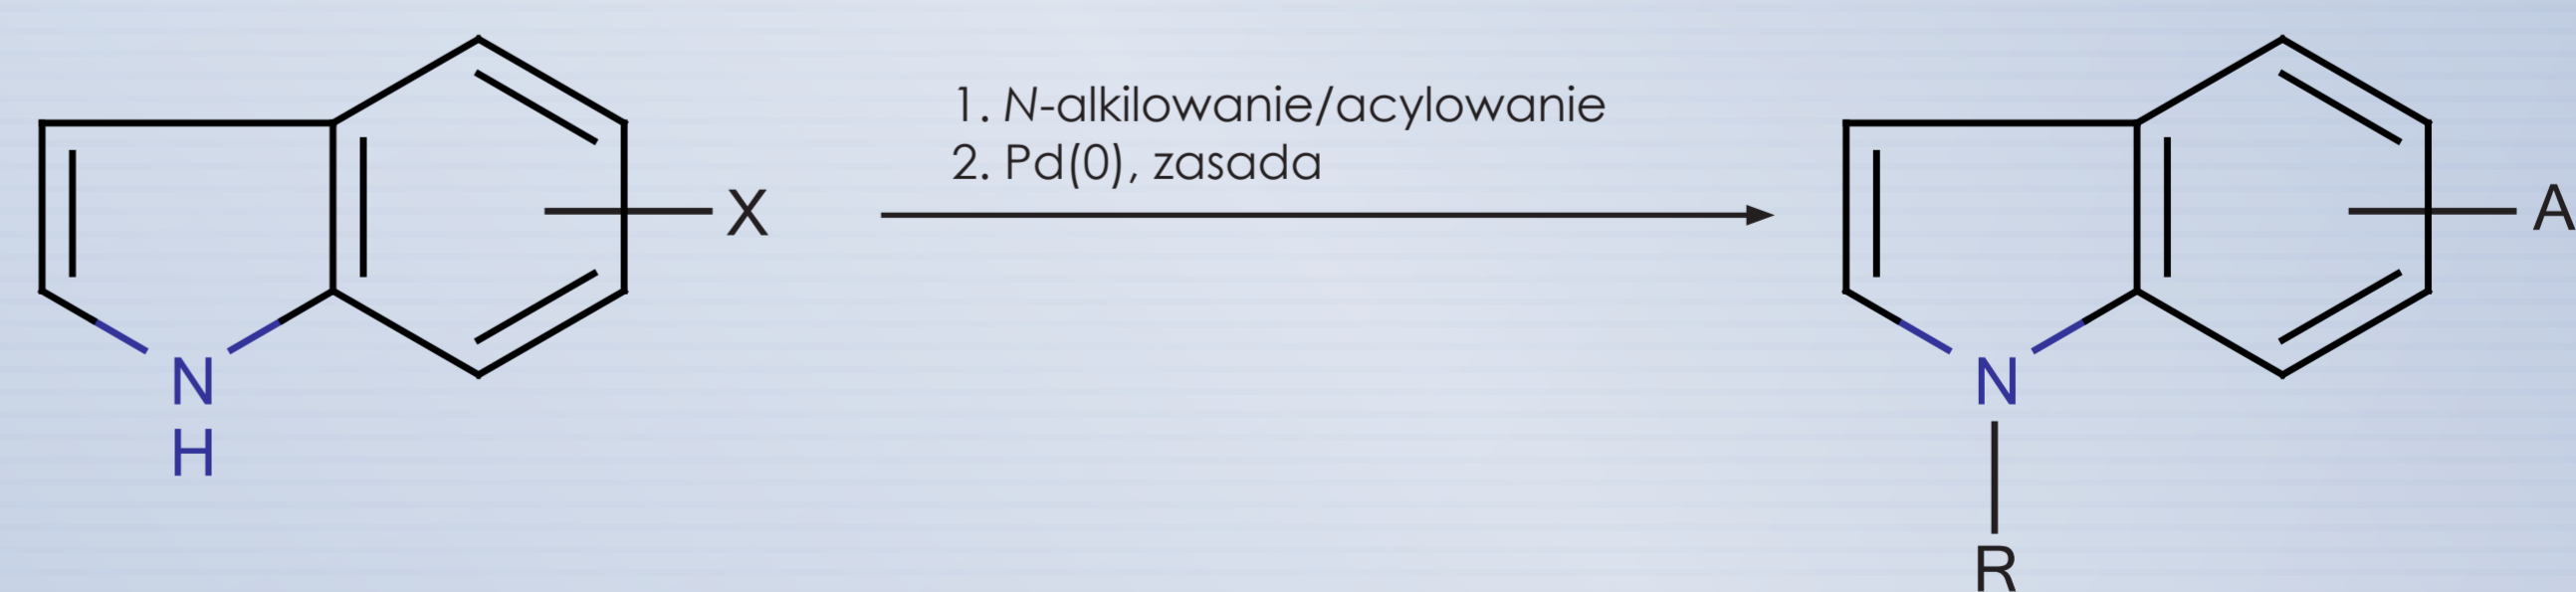 1. N-alkilowanie/acylowanie
2. Pd(0), zasada
X
A
N
H
N
R